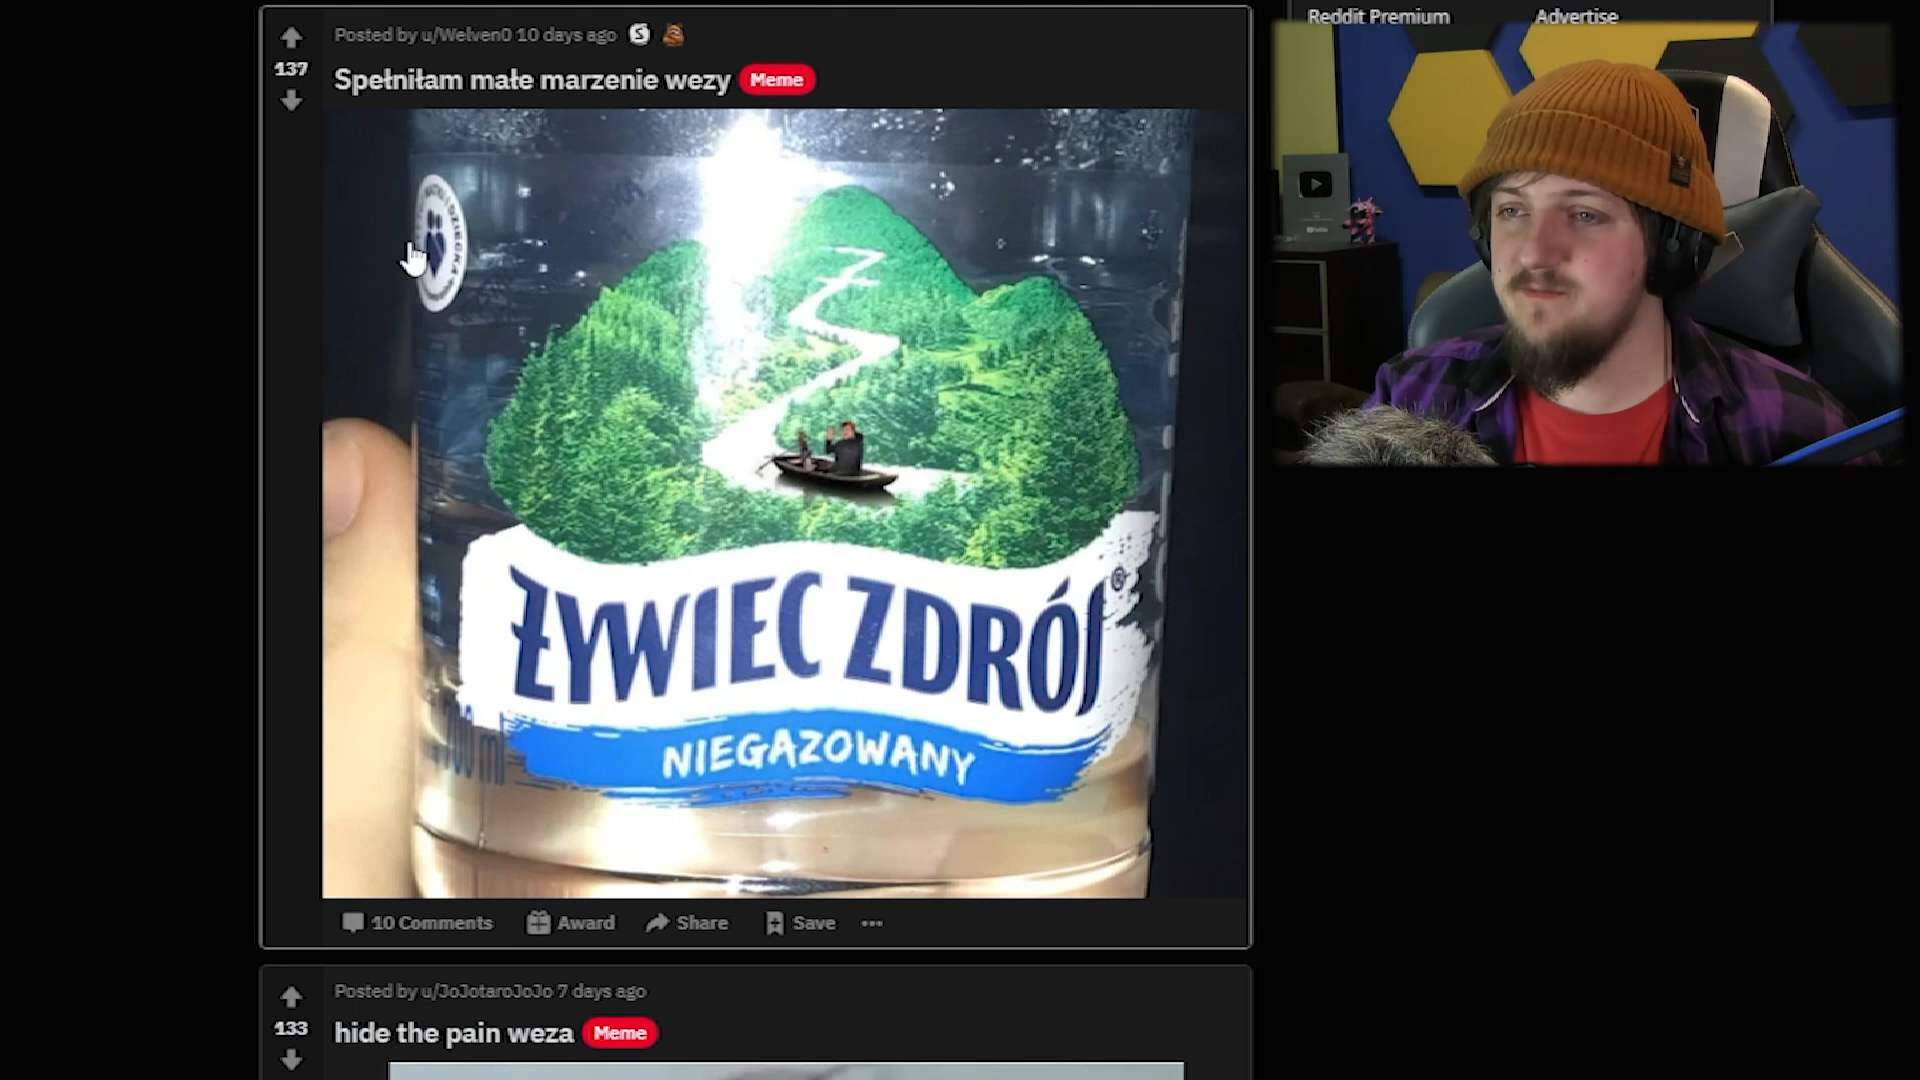 Reddit Premium
Advertise
Posted by u/Welven0 10 days ago
137
Spełniłam małe marzenie wezy
Meme
ŻYWIEC ZDRÓJ®
NIEGAZOWANY
10 Comments
Award
Share
Save
Posted by u/JoJotaroJoJo 7 days ago
133
hide the pain weza
Meme